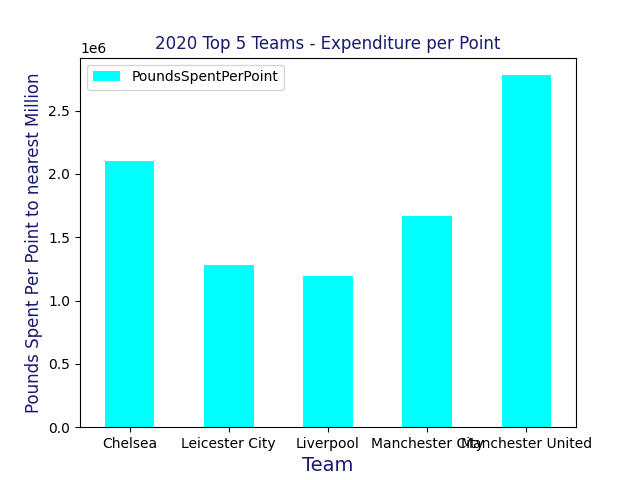 2020 Top 5 Teams - Expenditure per Point
1e6
PoundsSpentPerPoint
Pounds Spent Per Point to nearest Million
2.5
2.0
1.5
1.0
0.5
0.0
Chelsea
Leicester City
Liverpool
Manchester City
Manchester United
Team